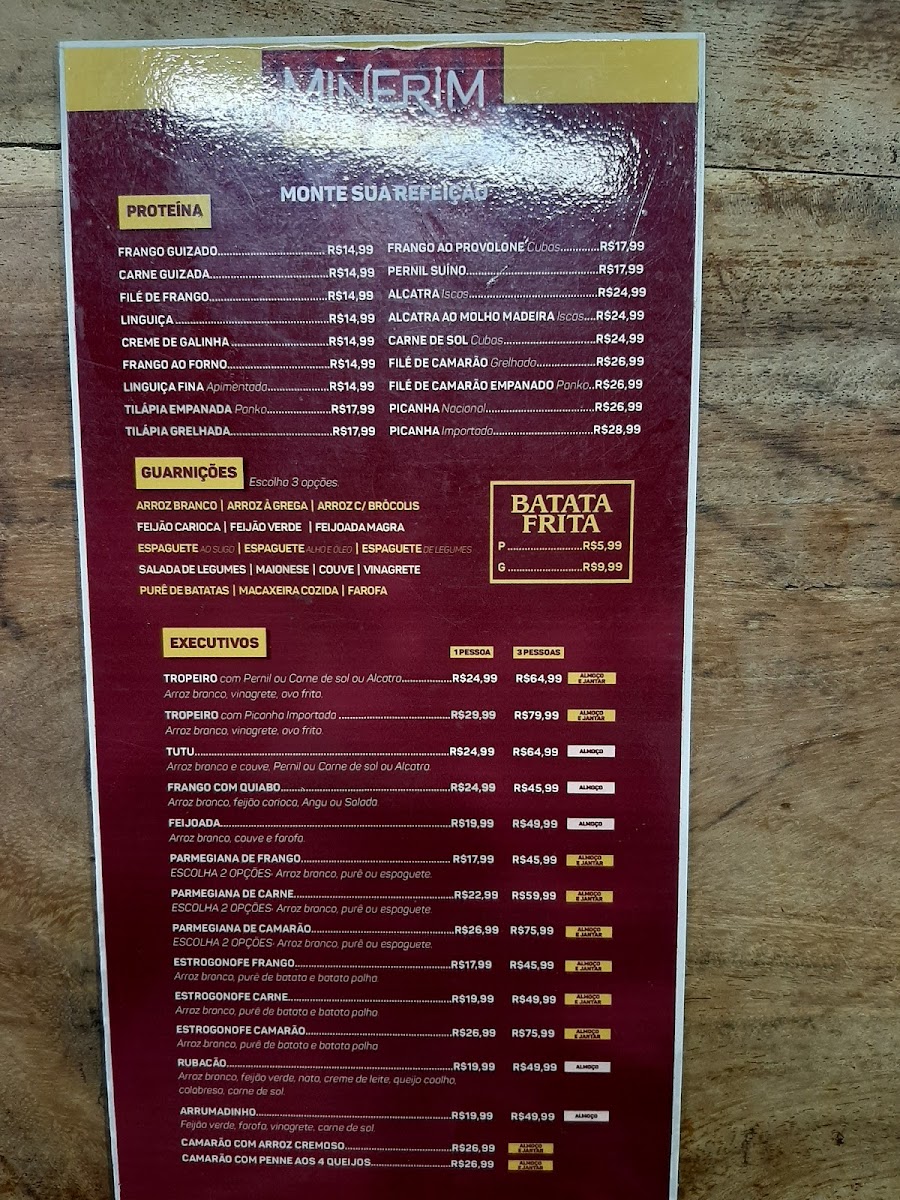 MINERIM
MONTE SUA REFEIÇÃO
PROTEÍNA
FRANGO GUIZADO........................R$14,99
CARNE GUIZADA........................R$14,99
FILÉ DE FRANGO........................R$14,99
LINGUIÇA........................R$14,99
CREME DE GALINHA........................R$14,99
FRANGO AO FORNO........................R$14,99
LINGUIÇA FINA Apimentada...............R$14,99
TILÁPIA EMPANADA Panko...............R$17,99
TILÁPIA GRELHADA........................R$17,99
FRANGO AO PROVOLONE Cubos..........R$17,99
PERNIL SUÍNO........................R$17,99
ALCATRA Iscas........................R$24,99
ALCATRA AO MOLHO MADEIRA Iscas....R$24,99
CARNE DE SOL Cubos........................R$24,99
FILÉ DE CAMARÃO Grelhado...............R$26,99
FILÉ DE CAMARÃO EMPANADO Panko..R$26,99
PICANHA Nacional........................R$26,99
PICANHA Importada........................R$28,99
GUARNIÇÕES Escolha 3 opções.
ARROZ BRANCO | ARROZ À GREGA | ARROZ C/ BRÓCOLIS
FEIJÃO CARIOCA | FEIJÃO VERDE | FEIJOADA MAGRA
ESPAGUETE AO SUGO | ESPAGUETE ALHO E ÓLEO | ESPAGUETE DE LEGUMES
SALADA DE LEGUMES | MAIONESE | COUVE | VINAGRETE
PURÊ DE BATATAS | MACAXEIRA COZIDA | FAROFA
BATATA
FRITA
P........................R$5,99
G........................R$9,99
EXECUTIVOS
1 PESSOA 3 PESSOAS
TROPEIRO com Pernil ou Carne de sol ou Alcatra...............R$24,99 R$64,99 ALMOÇO E JANTAR
Arroz branco, vinagrete, ovo frito.
TROPEIRO com Picanha Importada........................R$29,99 R$79,99 ALMOÇO E JANTAR
Arroz branco, vinagrete, ovo frito.
TUTU........................R$24,99 R$64,99 ALMOÇO
Arroz branco e couve, Pernil ou Carne de sol ou Alcatra.
FRANGO COM QUIABO........................R$24,99 R$45,99 ALMOÇO
Arroz branco, feijão carioca, Angu ou Salada.
FEIJOADA........................R$19,99 R$49,99 ALMOÇO
Arroz branco, couve e farofa.
PARMEGIANA DE FRANGO........................R$17,99 R$45,99 ALMOÇO E JANTAR
ESCOLHA 2 OPÇÕES- Arroz branco, purê ou espaguete.
PARMEGIANA DE CARNE........................R$22,99 R$59,99 ALMOÇO E JANTAR
ESCOLHA 2 OPÇÕES- Arroz branco, purê ou espaguete.
PARMEGIANA DE CAMARÃO........................R$26,99 R$75,99 ALMOÇO E JANTAR
ESCOLHA 2 OPÇÕES- Arroz branco, purê ou espaguete.
ESTROGONOFE FRANGO........................R$17,99 R$45,99 ALMOÇO E JANTAR
Arroz branco, purê de batata e batata palha.
ESTROGONOFE CARNE........................R$19,99 R$49,99 ALMOÇO E JANTAR
Arroz branco, purê de batata e batata palha.
ESTROGONOFE CAMARÃO........................R$26,99 R$75,99 ALMOÇO E JANTAR
Arroz branco, purê de batata e batata palha
RUBACÃO........................R$19,99 R$49,99 ALMOÇO
Arroz branco, feijão verde, nata, creme de leite, queijo coalho,
calabresa, carne de sol.
ARRUMADINHO........................R$19,99 R$49,99 ALMOÇO
Feijão verde, farofa, vinagrete, carne de sol.
CAMARÃO COM ARROZ CREMOSO........................R$26,99 ALMOÇO E JANTAR
CAMARÃO COM PENNE AOS 4 QUEIJOS........................R$26,99 ALMOÇO E JANTAR